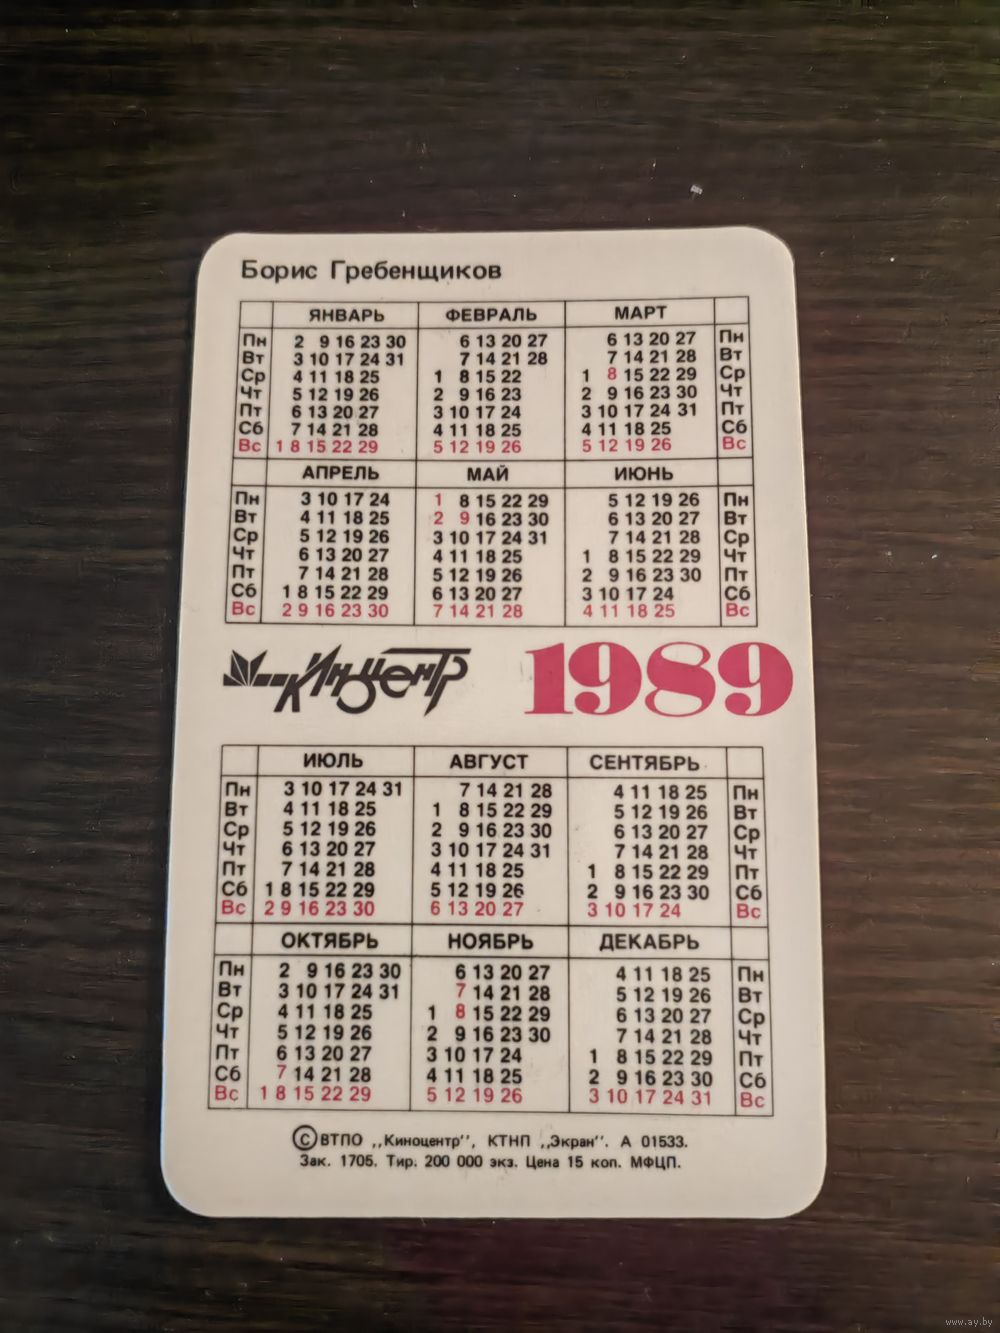 Борис Гребенщиков
ЯНВАРЬ ФЕВРАЛЬ МАРТ
Пн 2 9 16 23 30 6 13 20 27 6 13 20 27 Пн
Вт 3 10 17 24 31 7 14 21 28 7 14 21 28 Вт
Ср 4 11 18 25 1 8 15 22 1 8 15 22 29 Ср
Чт 5 12 19 26 2 9 16 23 2 9 16 23 30 Чт
Пт 6 13 20 27 3 10 17 24 3 10 17 24 31 Пт
Сб 7 14 21 28 4 11 18 25 4 11 18 25 Сб
Вс 1 8 15 22 29 5 12 19 26 5 12 19 26 Вс
АПРЕЛЬ МАЙ ИЮНЬ
Пн 3 10 17 24 1 8 15 22 29 5 12 19 26 Пн
Вт 4 11 18 25 2 9 16 23 30 6 13 20 27 Вт
Ср 5 12 19 26 3 10 17 24 31 7 14 21 28 Ср
Чт 6 13 20 27 4 11 18 25 1 8 15 22 29 Чт
Пт 7 14 21 28 5 12 19 26 2 9 16 23 30 Пт
Сб 1 8 15 22 29 6 13 20 27 3 10 17 24 Сб
Вс 2 9 16 23 30 7 14 21 28 4 11 18 25 Вс
Киноцентр 1989
ИЮЛЬ АВГУСТ СЕНТЯБРЬ
Пн 3 10 17 24 31 7 14 21 28 4 11 18 25 Пн
Вт 4 11 18 25 1 8 15 22 29 5 12 19 26 Вт
Ср 5 12 19 26 2 9 16 23 30 6 13 20 27 Ср
Чт 6 13 20 27 3 10 17 24 31 7 14 21 28 Чт
Пт 7 14 21 28 4 11 18 25 1 8 15 22 29 Пт
Сб 1 8 15 22 29 5 12 19 26 2 9 16 23 30 Сб
Вс 2 9 16 23 30 6 13 20 27 3 10 17 24 Вс
ОКТЯБРЬ НОЯБРЬ ДЕКАБРЬ
Пн 2 9 16 23 30 6 13 20 27 4 11 18 25 Пн
Вт 3 10 17 24 31 7 14 21 28 5 12 19 26 Вт
Ср 4 11 18 25 1 8 15 22 29 6 13 20 27 Ср
Чт 5 12 19 26 2 9 16 23 30 7 14 21 28 Чт
Пт 6 13 20 27 3 10 17 24 1 8 15 22 29 Пт
Сб 7 14 21 28 4 11 18 25 2 9 16 23 30 Сб
Вс 1 8 15 22 29 5 12 19 26 3 10 17 24 31 Вс
© ВТПО „Киноцентр", КТНП „Экран". А 01533.
Зак. 1705. Тир. 200 000 экз. Цена 15 коп. МФЦП.
www.ay.by